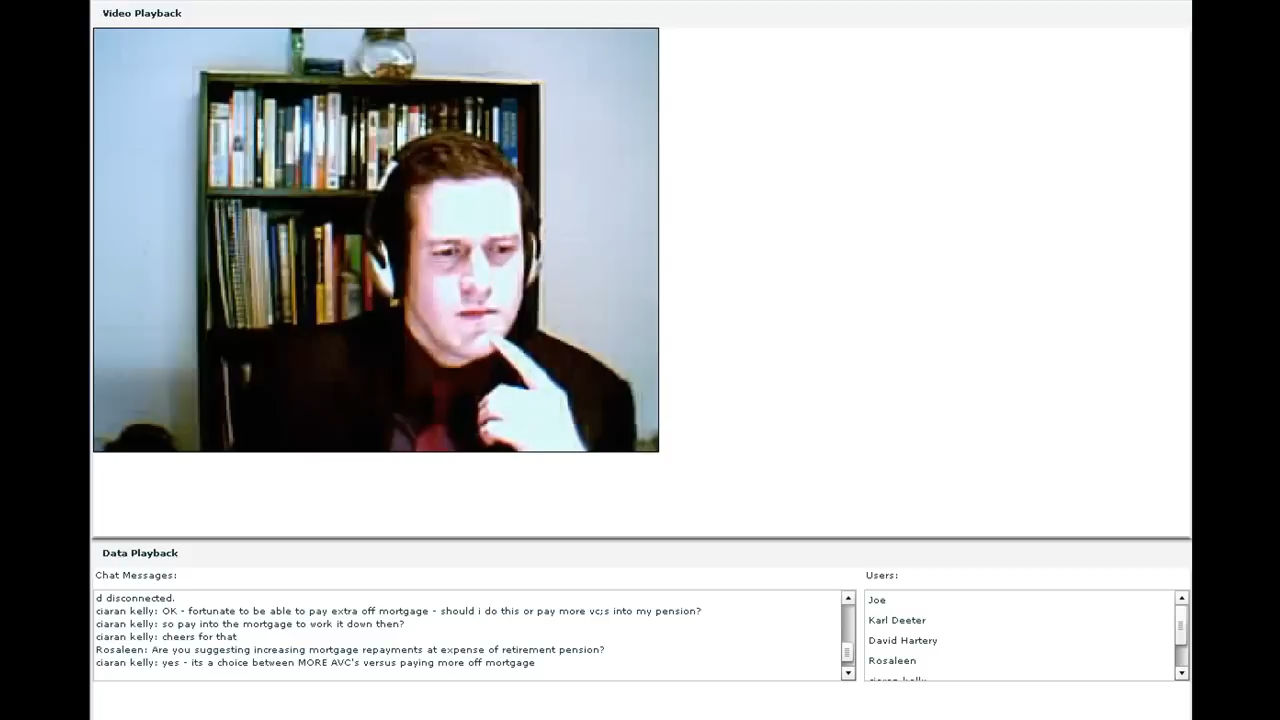 Video Playback
Data Playback
Chat Messages:
Users:
d disconnected.
ciaran kelly: OK - fortunate to be able to pay extra off mortgage - should i do this or pay more vc;s into my pension?
ciaran kelly: so pay into the mortgage to work it down then?
ciaran kelly: cheers for that
Rosaleen: Are you suggesting increasing mortgage repayments at expense of retirement pension?
ciaran kelly: yes - its a choice between MORE AVC's versus paying more off mortgage
Joe
Karl Deeter
David Hartery
Rosaleen
ciaran kelly